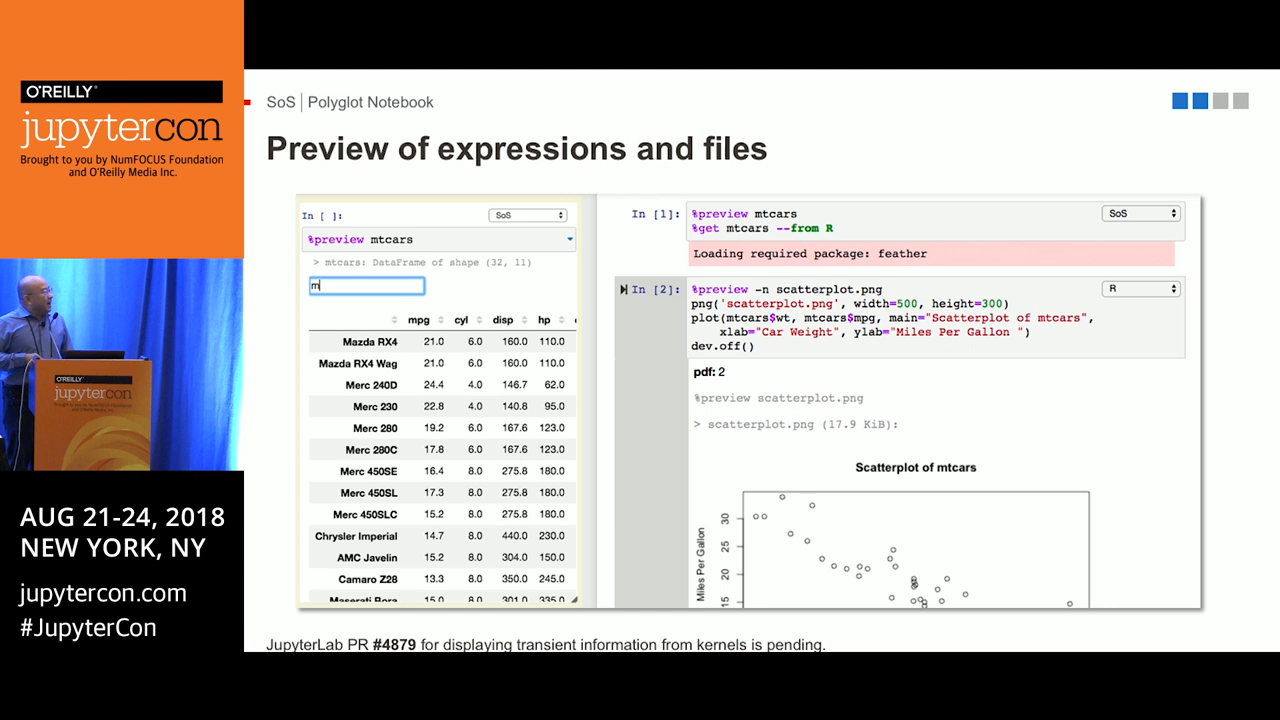 O'REILLY®
jupytercon
Brought to you by NumFOCUS Foundation
and O'Reilly Media Inc.
O'REILLY
jupytercon
AUG 21-24, 2018
NEW YORK, NY
jupytercon.com
#JupyterCon
SoS | Polyglot Notebook
Preview of expressions and files
In [ ]:
SoS
%preview mtcars
> mtcars: DataFrame of shape (32, 11)
m
mpg cyl disp hp
Mazda RX4 21.0 6.0 160.0 110.0
Mazda RX4 Wag 21.0 6.0 160.0 110.0
Merc 240D 24.4 4.0 146.7 62.0
Merc 230 22.8 4.0 140.8 95.0
Merc 280 19.2 6.0 167.6 123.0
Merc 280C 17.8 6.0 167.6 123.0
Merc 450SE 16.4 8.0 275.8 180.0
Merc 450SL 17.3 8.0 275.8 180.0
Merc 450SLC 15.2 8.0 275.8 180.0
Chrysler Imperial 14.7 8.0 440.0 230.0
AMC Javelin 15.2 8.0 304.0 150.0
Camaro Z28 13.3 8.0 350.0 245.0
Maserati Bora 15.0 8.0 301.0 335.0
In [1]:
%preview mtcars
%get mtcars --from R
SoS
Loading required package: feather
In [2]:
%preview -n scatterplot.png
png('scatterplot.png', width=500, height=300)
plot(mtcars$wt, mtcars$mpg, main="Scatterplot of mtcars",
xlab="Car Weight", ylab="Miles Per Gallon ")
dev.off()
R
pdf: 2
%preview scatterplot.png
> scatterplot.png (17.9 KiB):
Scatterplot of mtcars
Miles Per Gallon
30
25
20
15
JupyterLab PR #4879 for displaying transient information from kernels is pending.